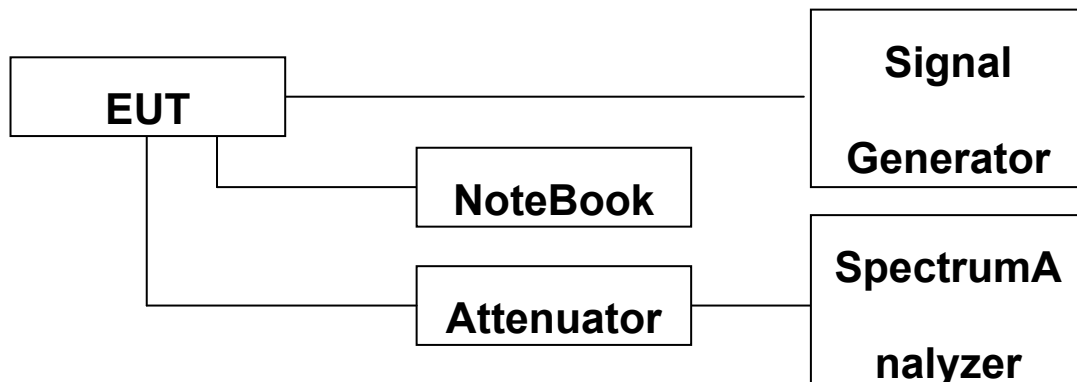 EUT
Signal
Generator
NoteBook
Attenuator
SpectrumA
nalyzer